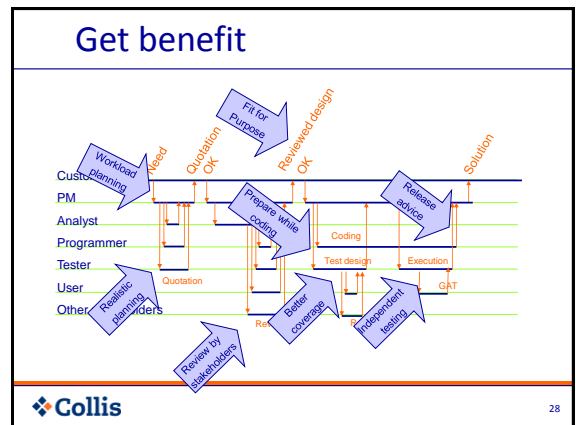 Get benefit
Need
Quotation
OK
Fit for
Purpose
Reviewed design
OK
Solution
Workload
planning
PM
Analyst
Programmer
Tester
User
Other
Prepare while
coding
Release
advice
Coding
Test design
Execution
Quotation
GAT
Realistic
planning
Review by
stakeholders
Better
coverage
Independent
testing
Collis
28